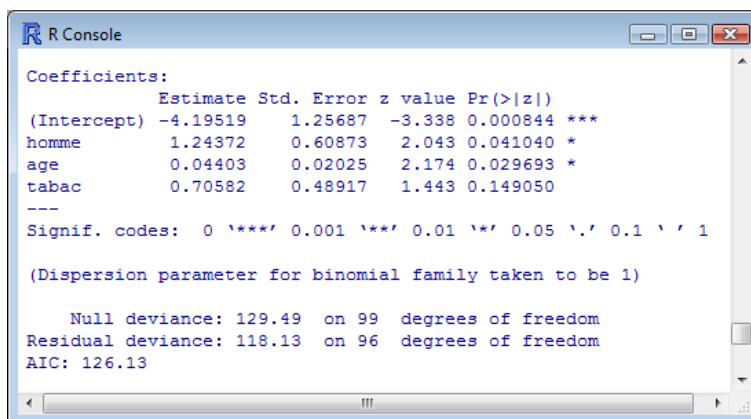 R Console
Coefficients:
Estimate Std. Error z value Pr(>|z|)
(Intercept) -4.19519 1.25687 -3.338 0.000844 ***
homme 1.24372 0.60873 2.043 0.041040 *
age 0.04403 0.02025 2.174 0.029693 *
tabac 0.70582 0.48917 1.443 0.149050
---
Signif. codes: 0 ‘***’ 0.001 ‘**’ 0.01 ‘*’ 0.05 ‘.’ 0.1 ‘ ’ 1
(Dispersion parameter for binomial family taken to be 1)
Null deviance: 129.49 on 99 degrees of freedom
Residual deviance: 118.13 on 96 degrees of freedom
AIC: 126.13